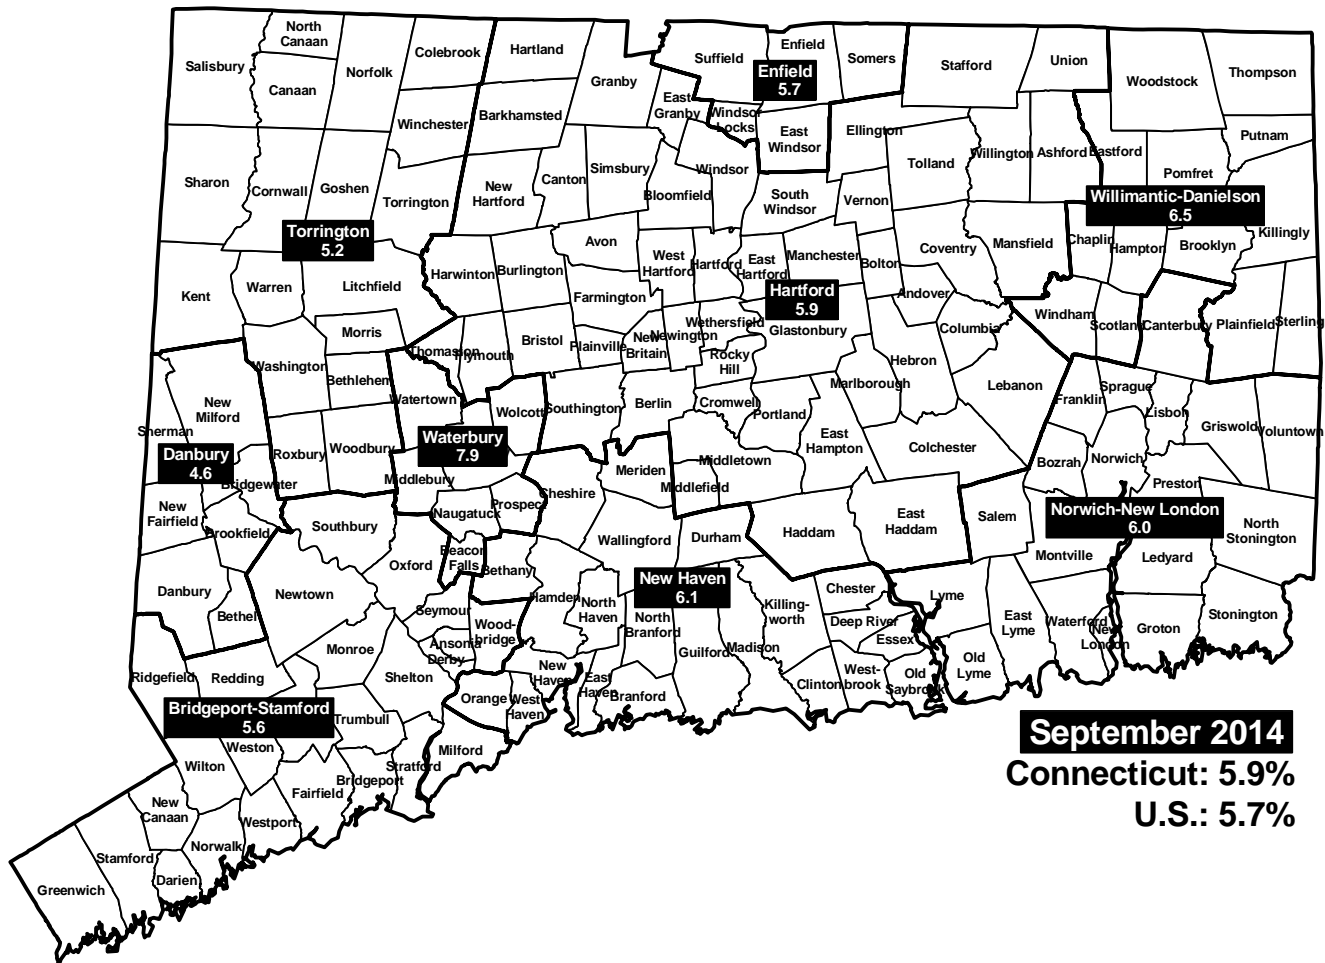 North
Canaan
Colebrook
Hartland
Salisbury
Norfolk
Canaan
Granby
Suffield
Enfield
Somers
Stafford
Union
Woodstock
Thompson
Enfield
5.7
Winchester
Barkhamsted
East
Granby
Windsor
Locks
East
Windsor
Ellington
Tolland
Willington
Ashford
Eastford
Putnam
Pomfret
Sharon
Cornwall
Goshen
Torrington
New
Hartford
Canton
Simsbury
Bloomfield
Windsor
South
Windsor
Vernon
Willimantic-Danielson
6.5
Torrington
5.2
Avon
West
Hartford
Hartford
East
Hartford
Manchester
Bolton
Coventry
Mansfield
Chaplin
Hampton
Brooklyn
Killingly
Kent
Warren
Litchfield
Harwinton
Burlington
Farmington
Hartford
5.9
Andover
Columbia
Windham
Scotland
Canterbury
Plainfield
Sterling
Morris
Washington
Bethlehem
Thomaston
Plymouth
Bristol
Plainville
New
Britain
Newington
Wethersfield
Rocky
Hill
Glastonbury
Hebron
Marlborough
Lebanon
Franklin
Sprague
Lisbon
Griswold
Voluntown
Sherman
New
Milford
Roxbury
Woodbury
Watertown
Wolcott
Southington
Berlin
Cromwell
Portland
East
Hampton
Colchester
Bozrah
Norwich
Preston
Danbury
4.6
Bridgewater
Waterbury
7.9
Middlebury
Naugatuck
Prospect
Cheshire
Meriden
Middletown
Middlefield
Haddam
East
Haddam
Salem
Norwich-New London
6.0
North
Stonington
New
Fairfield
Brookfield
Southbury
Oxford
Beacon
Falls
Bethany
Wallingford
Durham
Montville
Ledyard
Danbury
Bethel
Newtown
Seymour
Wood-
bridge
Hamden
North
Haven
New Haven
6.1
North
Branford
Killing-
worth
Chester
Deep River
Essex
Lyme
East
Lyme
Waterford
New
London
Groton
Stonington
Monroe
Ansonia
Derby
Shelton
New
Haven
East
Haven
Branford
Guilford
Madison
Clinton
West-
brook
Old
Saybrook
Old
Lyme
Ridgefield
Redding
Orange
West
Haven
Bridgeport-Stamford
5.6
Trumbull
Milford
Stratford
Weston
Wilton
Fairfield
Bridgeport
New
Canaan
Westport
Norwalk
Stamford
Darien
Greenwich
September 2014
Connecticut: 5.9%
U.S.: 5.7%